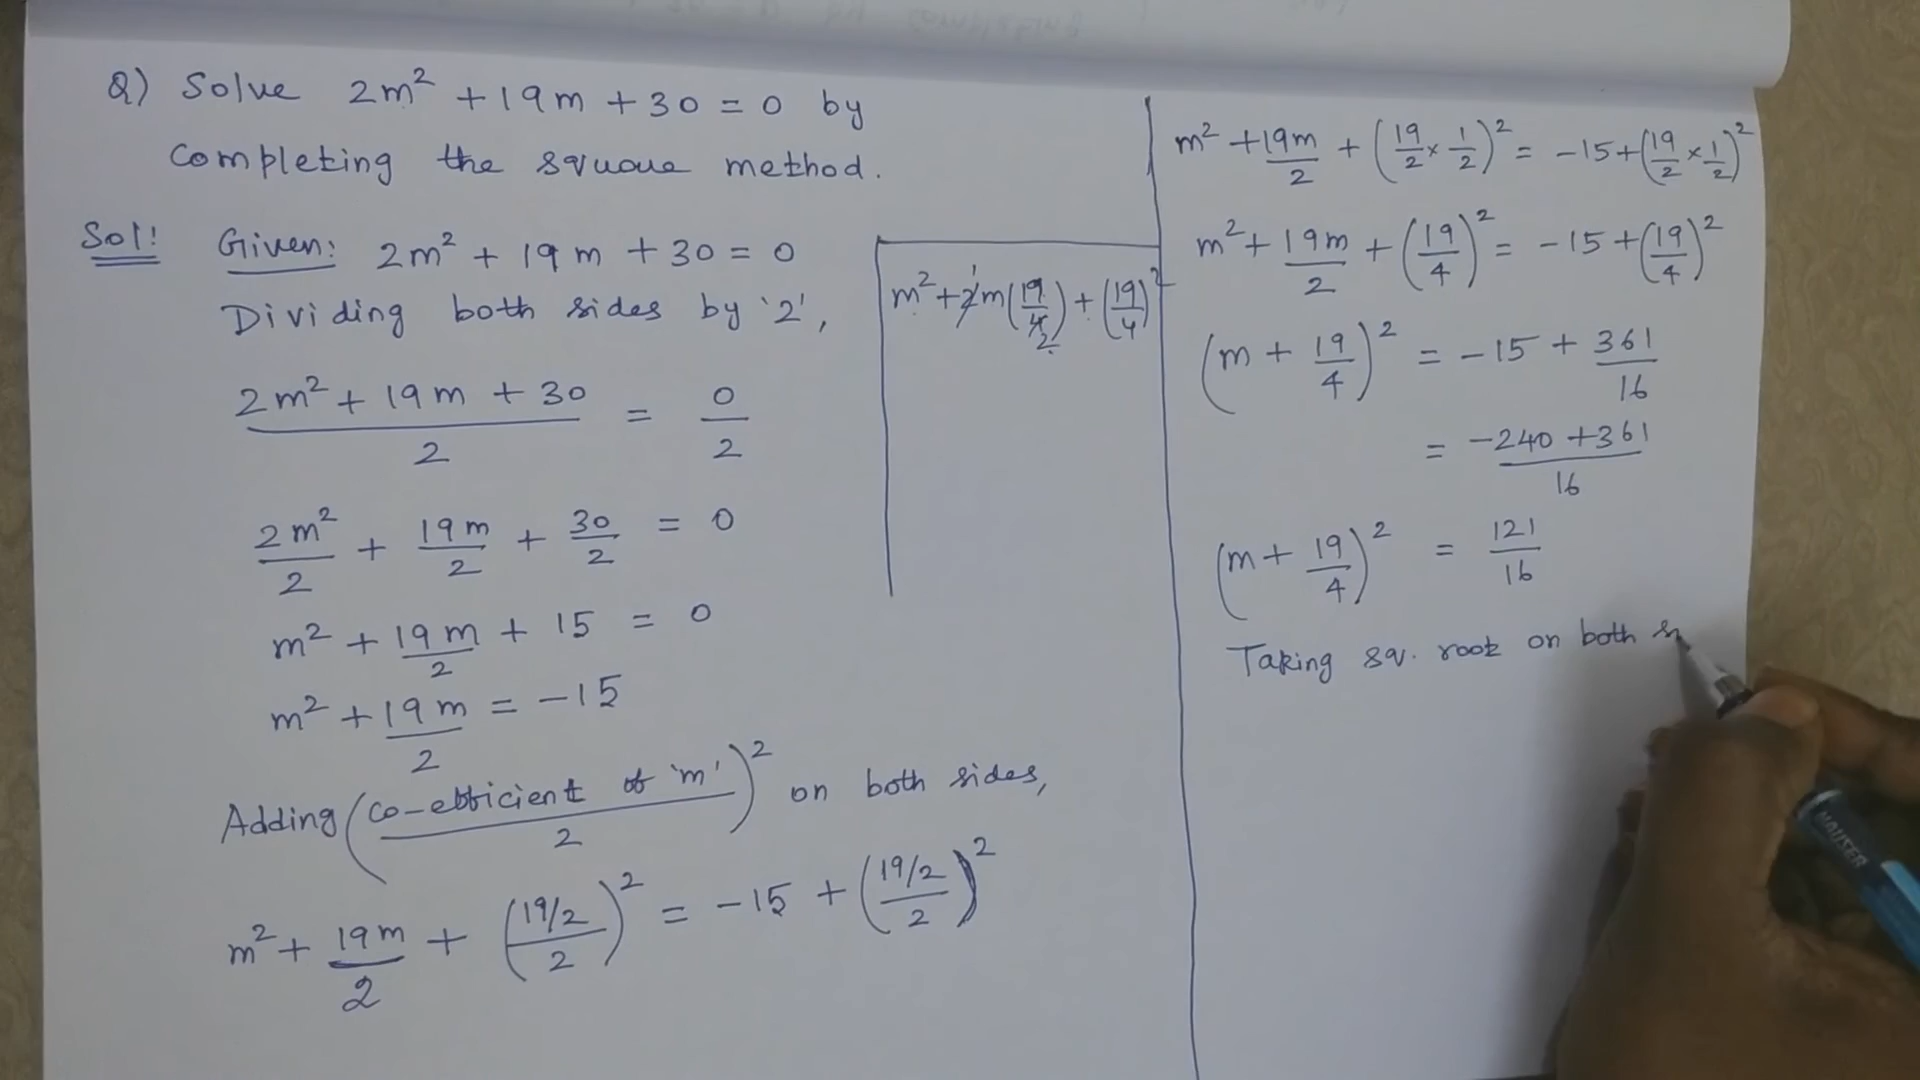 Q) Solve 2m² + 19m + 30 = 0 by
completing the square method.
Sol: Given: 2m² + 19m + 30 = 0
Dividing both sides by '2',
(2m² + 19m + 30)/2 = 0/2
2m²/2 + 19m/2 + 30/2 = 0
m² + 19m/2 + 15 = 0
m² + 19m/2 = -15
Adding (co-efficient of 'm'/2)² on both sides,
m² + 19m/2 + ((19/2)/2)² = -15 + ((19/2)/2)²
m² + 2m(19/4) + (19/4)²
1
2
m² + 19m/2 + (19/2 × 1/2)² = -15 + (19/2 × 1/2)²
m² + 19m/2 + (19/4)² = -15 + (19/4)²
(m + 19/4)² = -15 + 361/16
= (-240 + 361)/16
(m + 19/4)² = 121/16
Taking sq. root on both
HAUSER